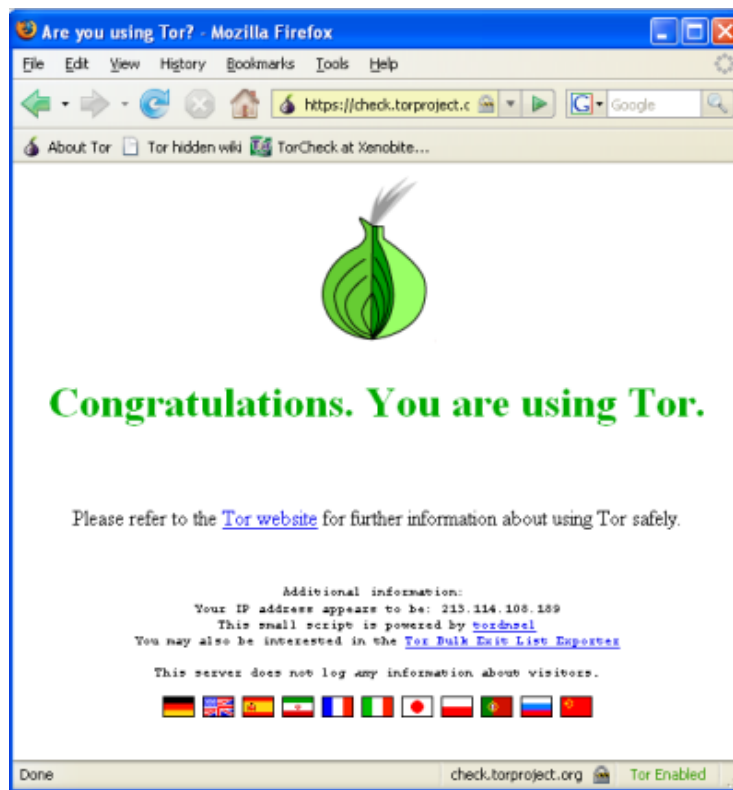 Are you using Tor? - Mozilla Firefox
File Edit View History Bookmarks Tools Help
https://check.torproject.c G Google
About Tor Tor hidden wiki TorCheck at Xenobite...
Congratulations. You are using Tor.
Please refer to the Tor website for further information about using Tor safely.
Additional information:
Your IP address appears to be: 213.114.108.189
This small script is powered by tordnsel
You may also be interested in the Tor Bulk Exit List Exporter
This server does not log any information about visitors.
Done check.torproject.org Tor Enabled